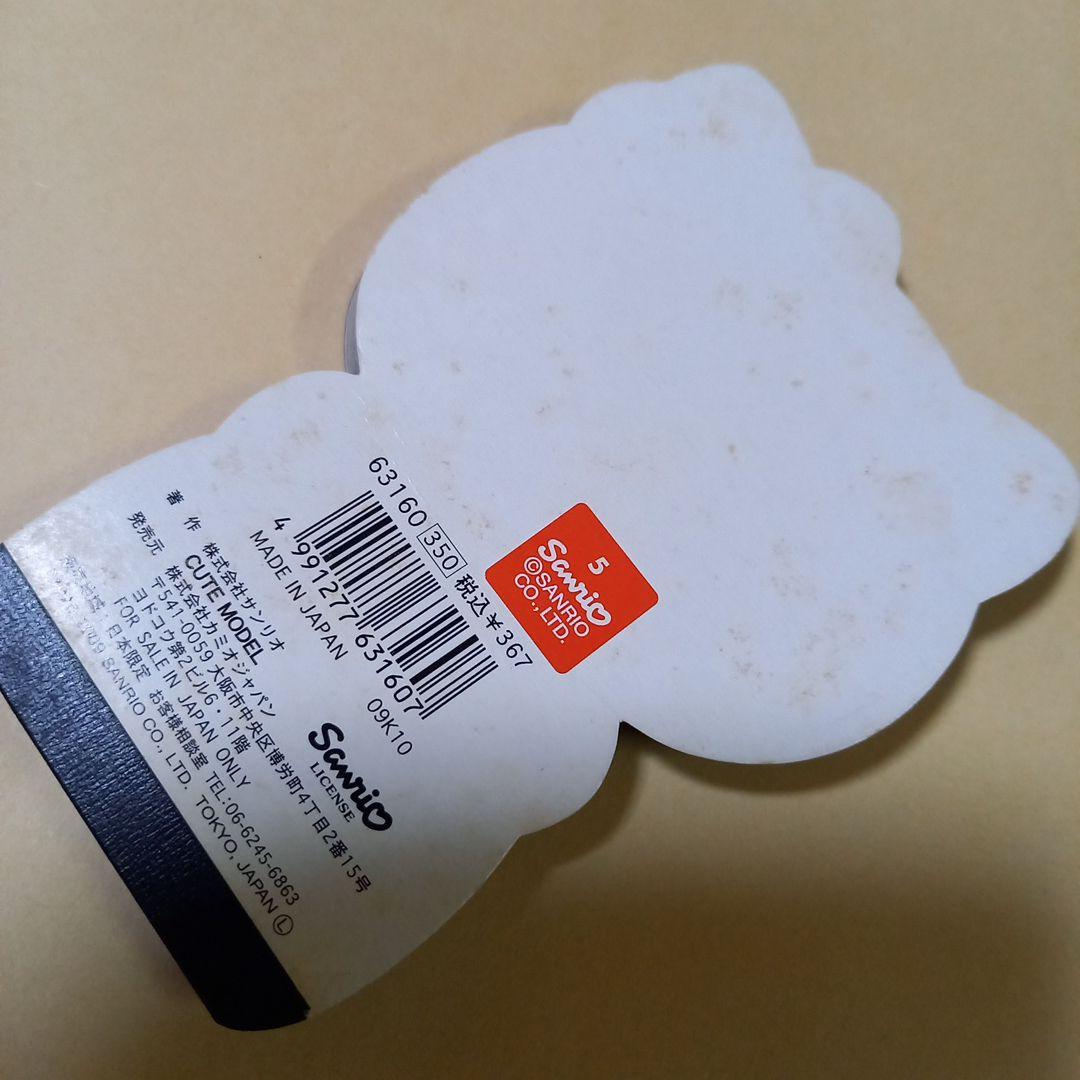 63160 350 税込¥367
4 991277 631607
MADE IN JAPAN 09K10
5
Sanrio
©SANRIO
CO.,LTD.
著 作 株式会社サンリオ
CUTE MODEL
発売元 株式会社カミオジャパン
〒541-0059 大阪市中央区博労町4丁目2番15号
ヨドコウ第2ビル6・11階
FOR SALE IN JAPAN ONLY
日本限定 お客様相談室 TEL:06-6245-6863
SANRIO CO., LTD. TOKYO, JAPAN Ⓛ
Sanrio
LICENSE